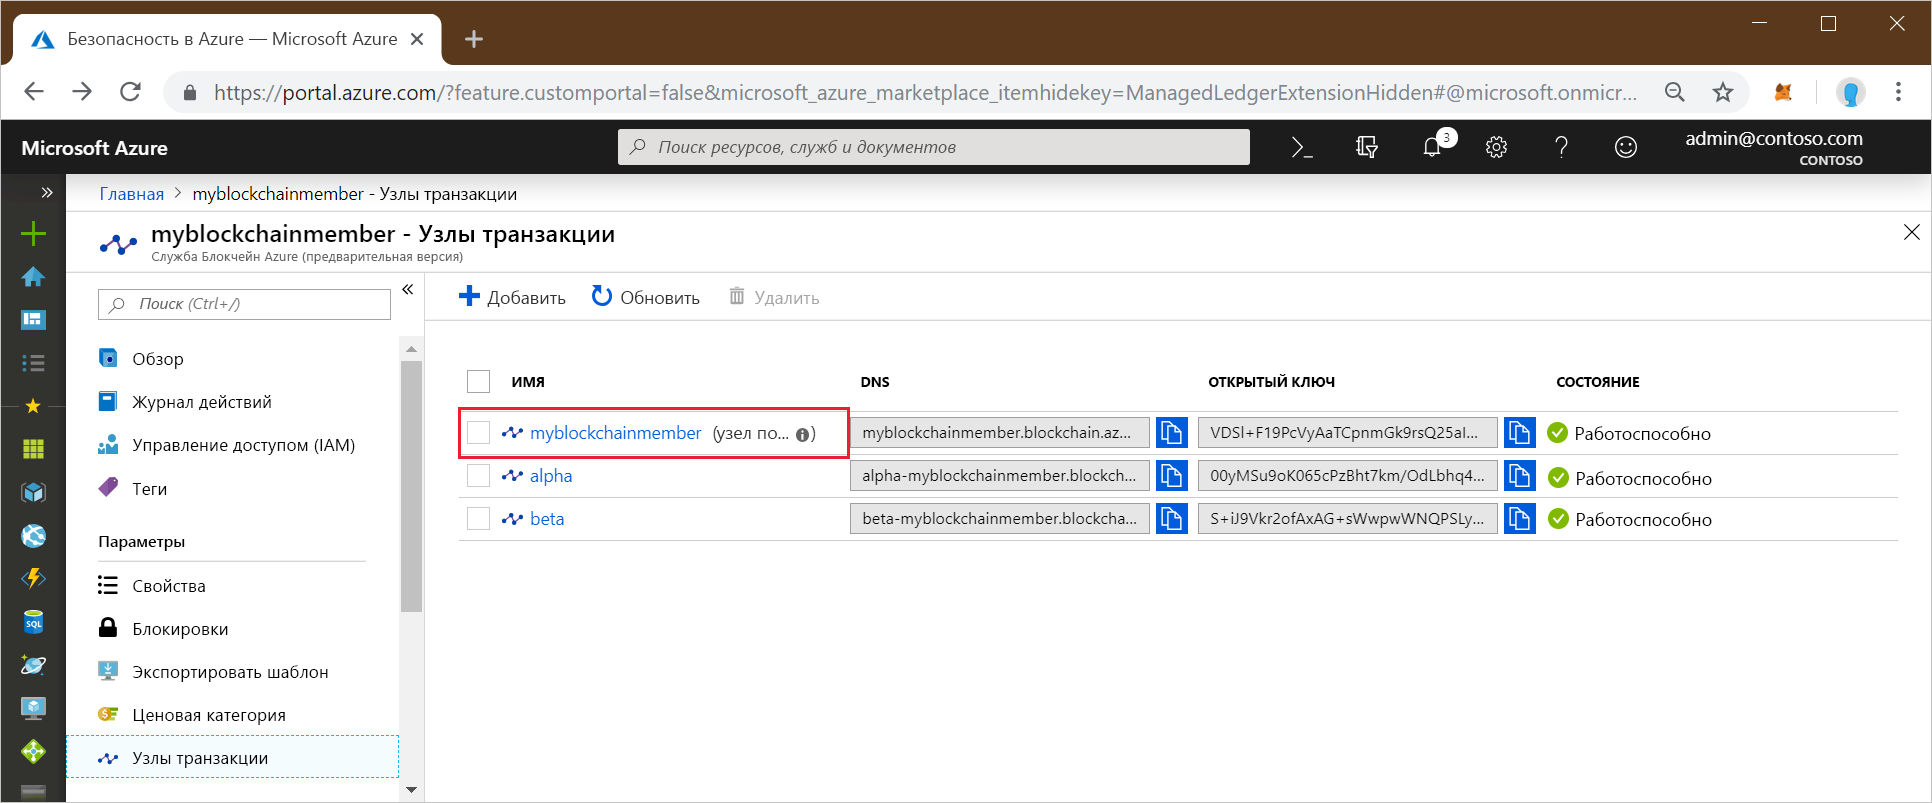 Безопасность в Azure — Microsoft Azure
https://portal.azure.com/?feature.customportal=false&microsoft_azure_marketplace_itemhidekey=ManagedLedgerExtensionHidden#@microsoft.onmicr...
Microsoft Azure
Поиск ресурсов, служб и документов
3
admin@contoso.com
CONTOSO
Главная > myblockchainmember - Узлы транзакции
myblockchainmember - Узлы транзакции
Служба Блокчейн Azure (предварительная версия)
Поиск (Ctrl+/)
Добавить Обновить Удалить
Обзор
Журнал действий
Управление доступом (IAM)
Теги
Параметры
Свойства
Блокировки
Экспортировать шаблон
Ценовая категория
Узлы транзакции
SQL
ИМЯ DNS ОТКРЫТЫЙ КЛЮЧ СОСТОЯНИЕ
myblockchainmember (узел по... ) myblockchainmember.blockchain.az... VDSl+F19PcVyAaTCpnmGk9rsQ25aI... Работоспособно
alpha alpha-myblockchainmember.blockch... 00yMSu9oK065cPzBht7km/OdLbhq4... Работоспособно
beta beta-myblockchainmember.blockcha... S+iJ9Vkr2ofAxAG+sWwpwWNQPSLy... Работоспособно